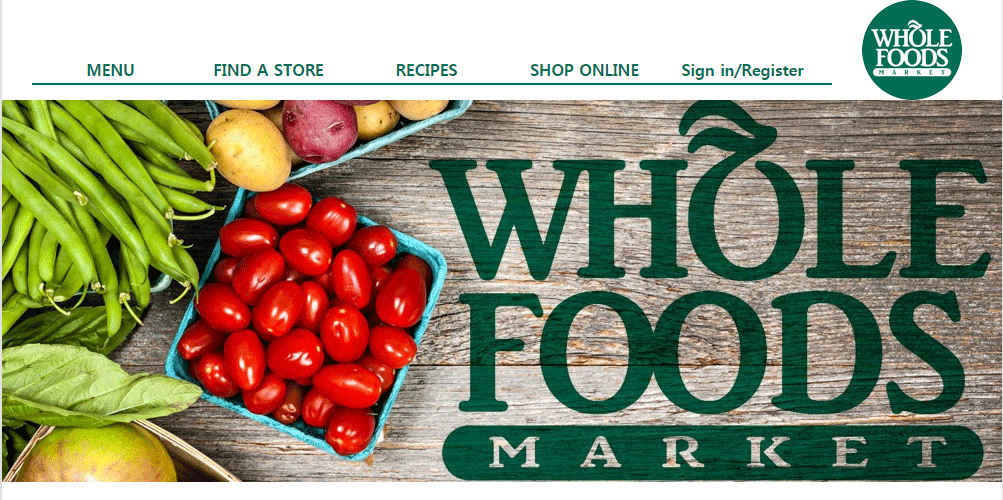 WHOLE
FOODS
MARKET
MENU FIND A STORE RECIPES SHOP ONLINE Sign in/Register
WHOLE
FOODS
MARKET